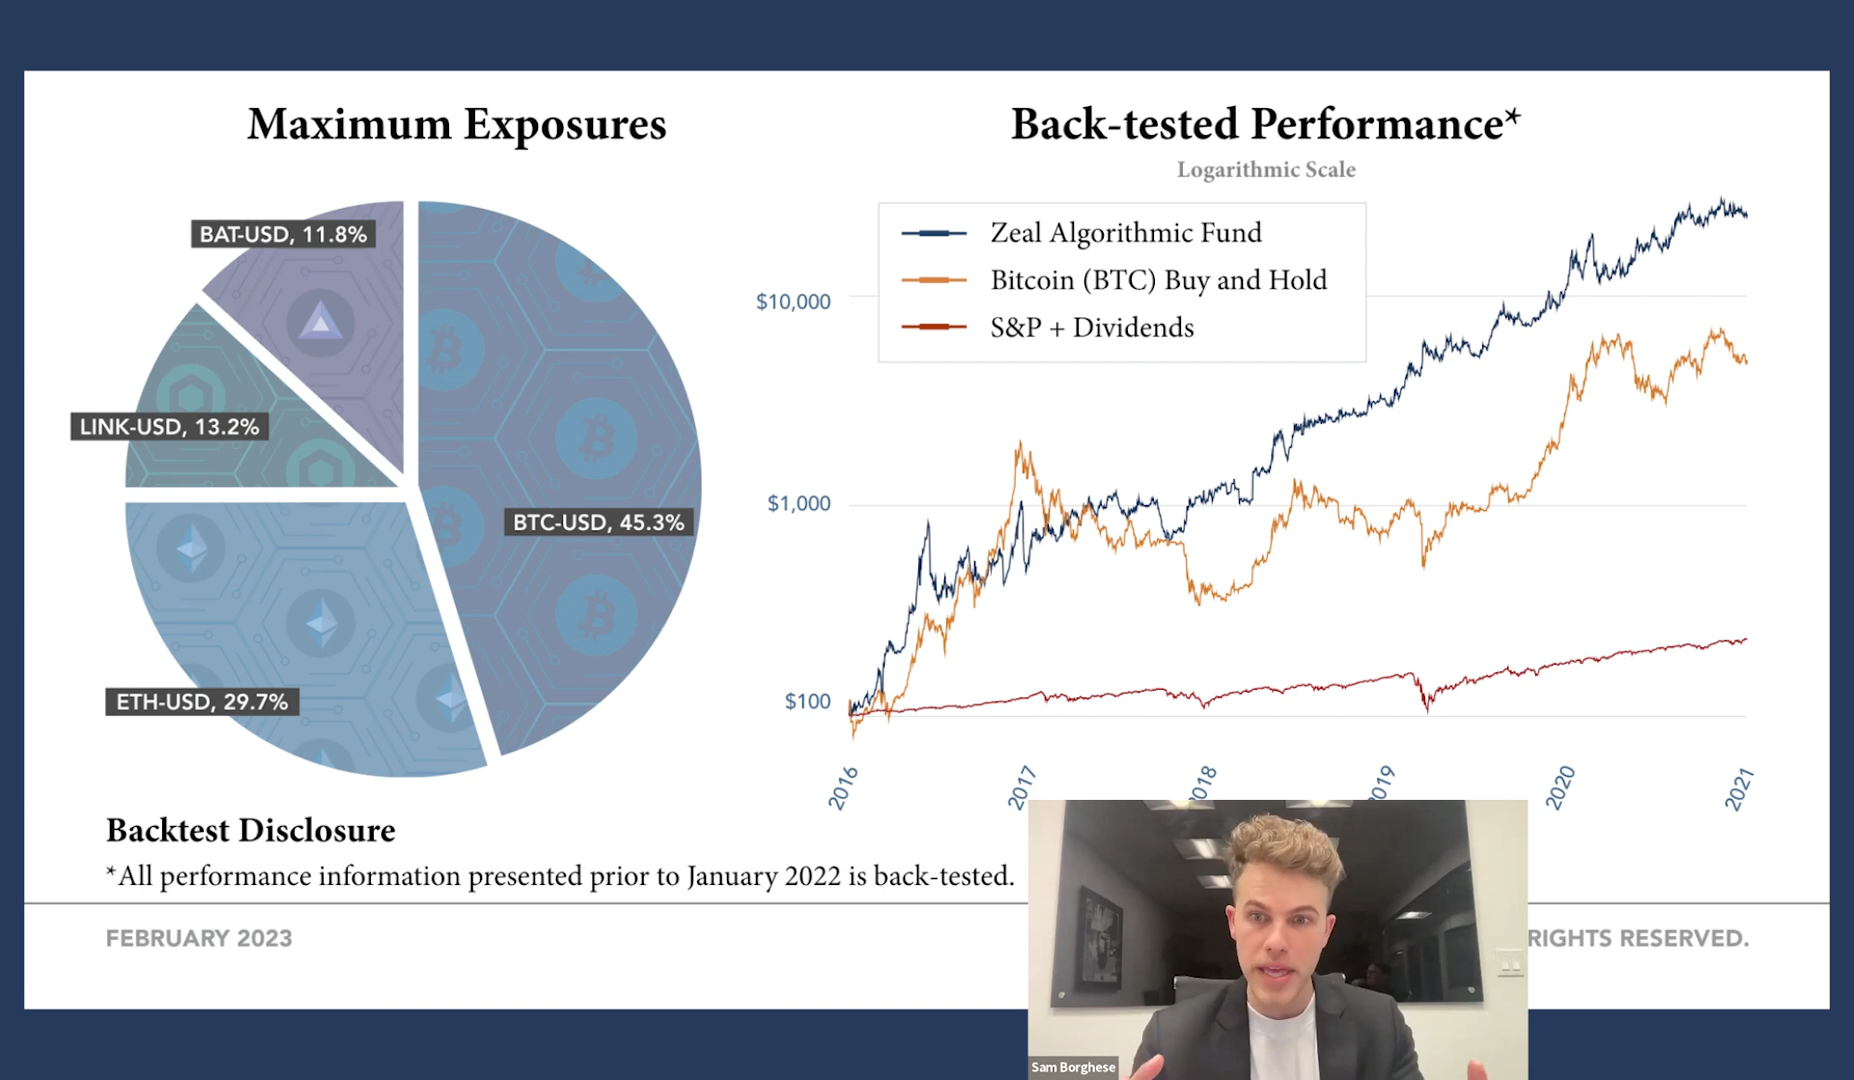 Maximum Exposures
BAT-USD, 11.8%
LINK-USD, 13.2%
BTC-USD, 45.3%
ETH-USD, 29.7%
Back-tested Performance*
Logarithmic Scale
Zeal Algorithmic Fund
Bitcoin (BTC) Buy and Hold
S&P + Dividends
$10,000
$1,000
$100
2016
2017
018
019
2020
2021
Backtest Disclosure
*All performance information presented prior to January 2022 is back-tested.
FEBRUARY 2023
RIGHTS RESERVED.
Sam Borghese